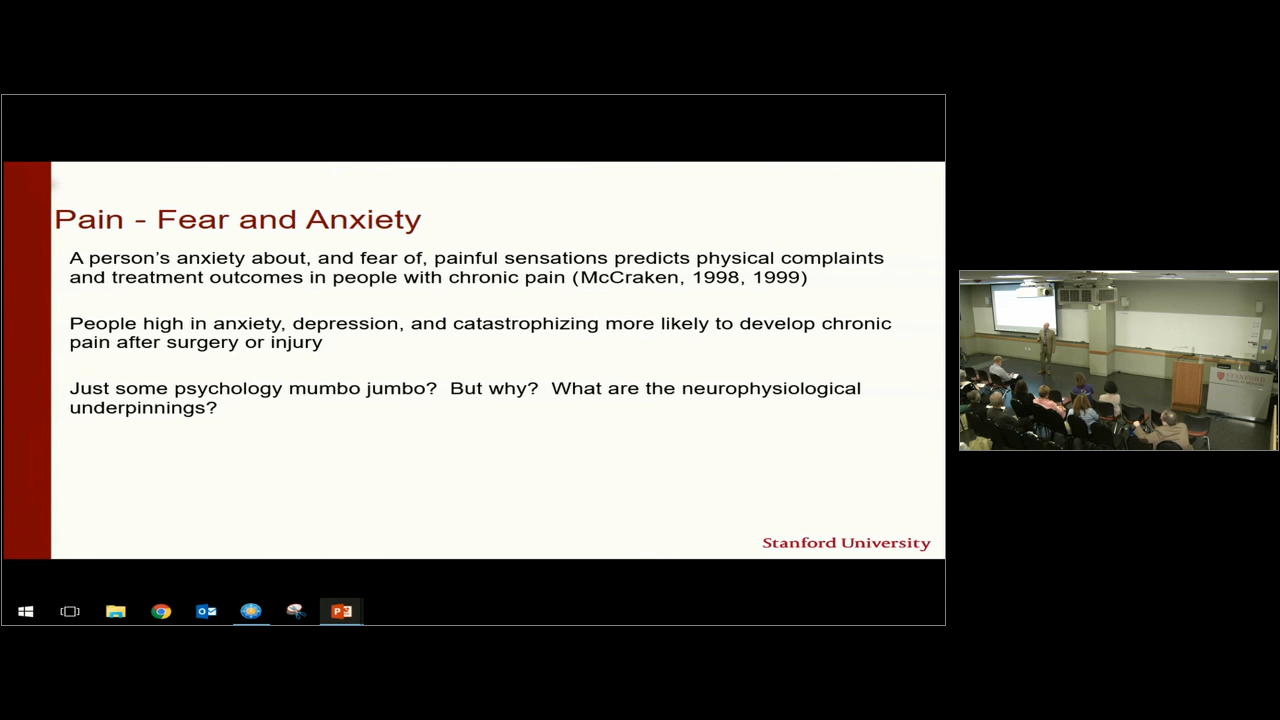 Pain - Fear and Anxiety
A person's anxiety about, and fear of, painful sensations predicts physical complaints
and treatment outcomes in people with chronic pain (McCraken, 1998, 1999)
People high in anxiety, depression, and catastrophizing more likely to develop chronic
pain after surgery or injury
Just some psychology mumbo jumbo?  But why?  What are the neurophysiological
underpinnings?
Stanford University
STANFORD